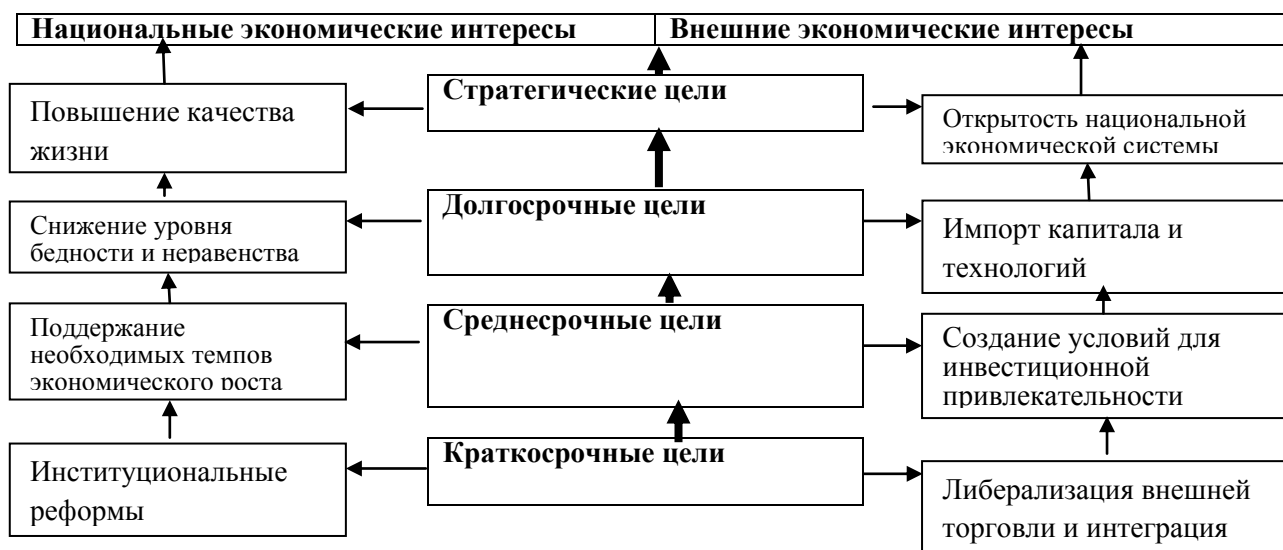 Национальные экономические интересы
Внешние экономические интересы
Стратегические цели
Повышение качества
жизни
Открытость национальной
экономической системы
Долгосрочные цели
Снижение уровня
бедности и неравенства
Импорт капитала и
технологий
Среднесрочные цели
Поддержание
необходимых темпов
экономического роста
Создание условий для
инвестиционной
привлекательности
Краткосрочные цели
Институциональные
реформы
Либерализация внешней
торговли и интеграция